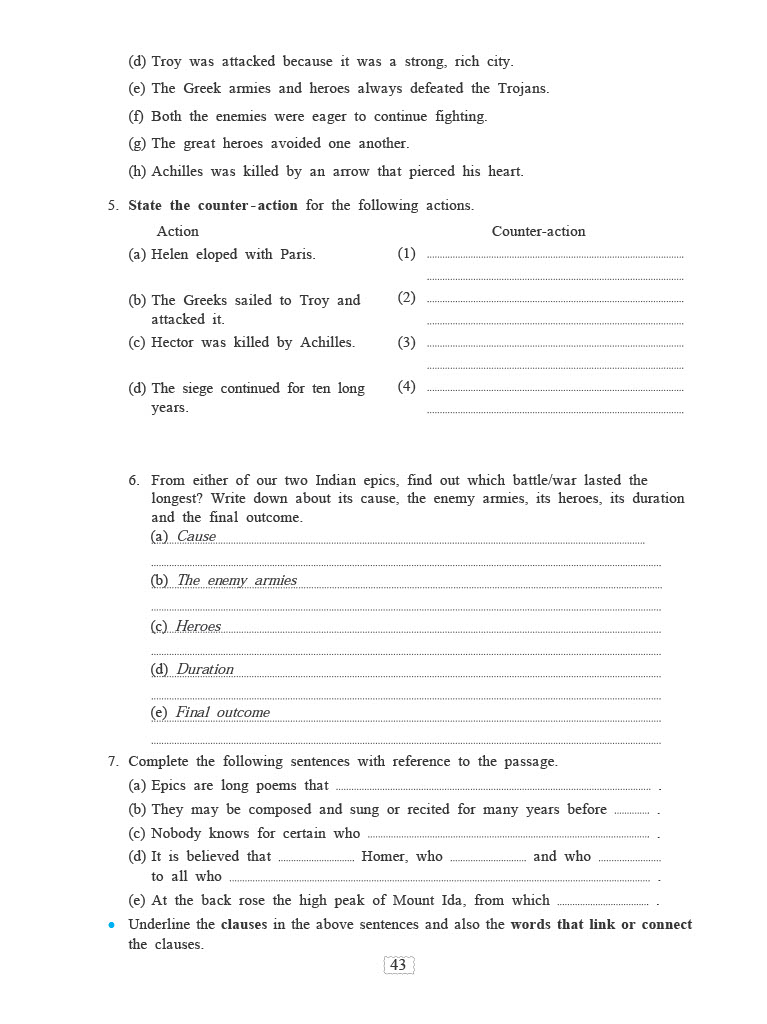 (d) Troy was attacked because it was a strong, rich city.
(e) The Greek armies and heroes always defeated the Trojans.
(f) Both the enemies were eager to continue fighting.
(g) The great heroes avoided one another.
(h) Achilles was killed by an arrow that pierced his heart.
5. State the counter-action for the following actions.
Action Counter-action
(a) Helen eloped with Paris. (1) ....................
....................
(b) The Greeks sailed to Troy and (2) ....................
attacked it. ....................
(c) Hector was killed by Achilles. (3) ....................
....................
(d) The siege continued for ten long (4) ....................
years. ....................
6. From either of our two Indian epics, find out which battle/war lasted the
longest? Write down about its cause, the enemy armies, its heroes, its duration
and the final outcome.
(a) Cause ....................
....................
(b) The enemy armies ....................
....................
(c) Heroes ....................
....................
(d) Duration ....................
....................
(e) Final outcome ....................
....................
7. Complete the following sentences with reference to the passage.
(a) Epics are long poems that .................... .
(b) They may be composed and sung or recited for many years before .......... .
(c) Nobody knows for certain who .................... .
(d) It is believed that .................... Homer, who .................... and who ....................
to all who .................... .
(e) At the back rose the high peak of Mount Ida, from which .................... .
• Underline the clauses in the above sentences and also the words that link or connect
the clauses.
43